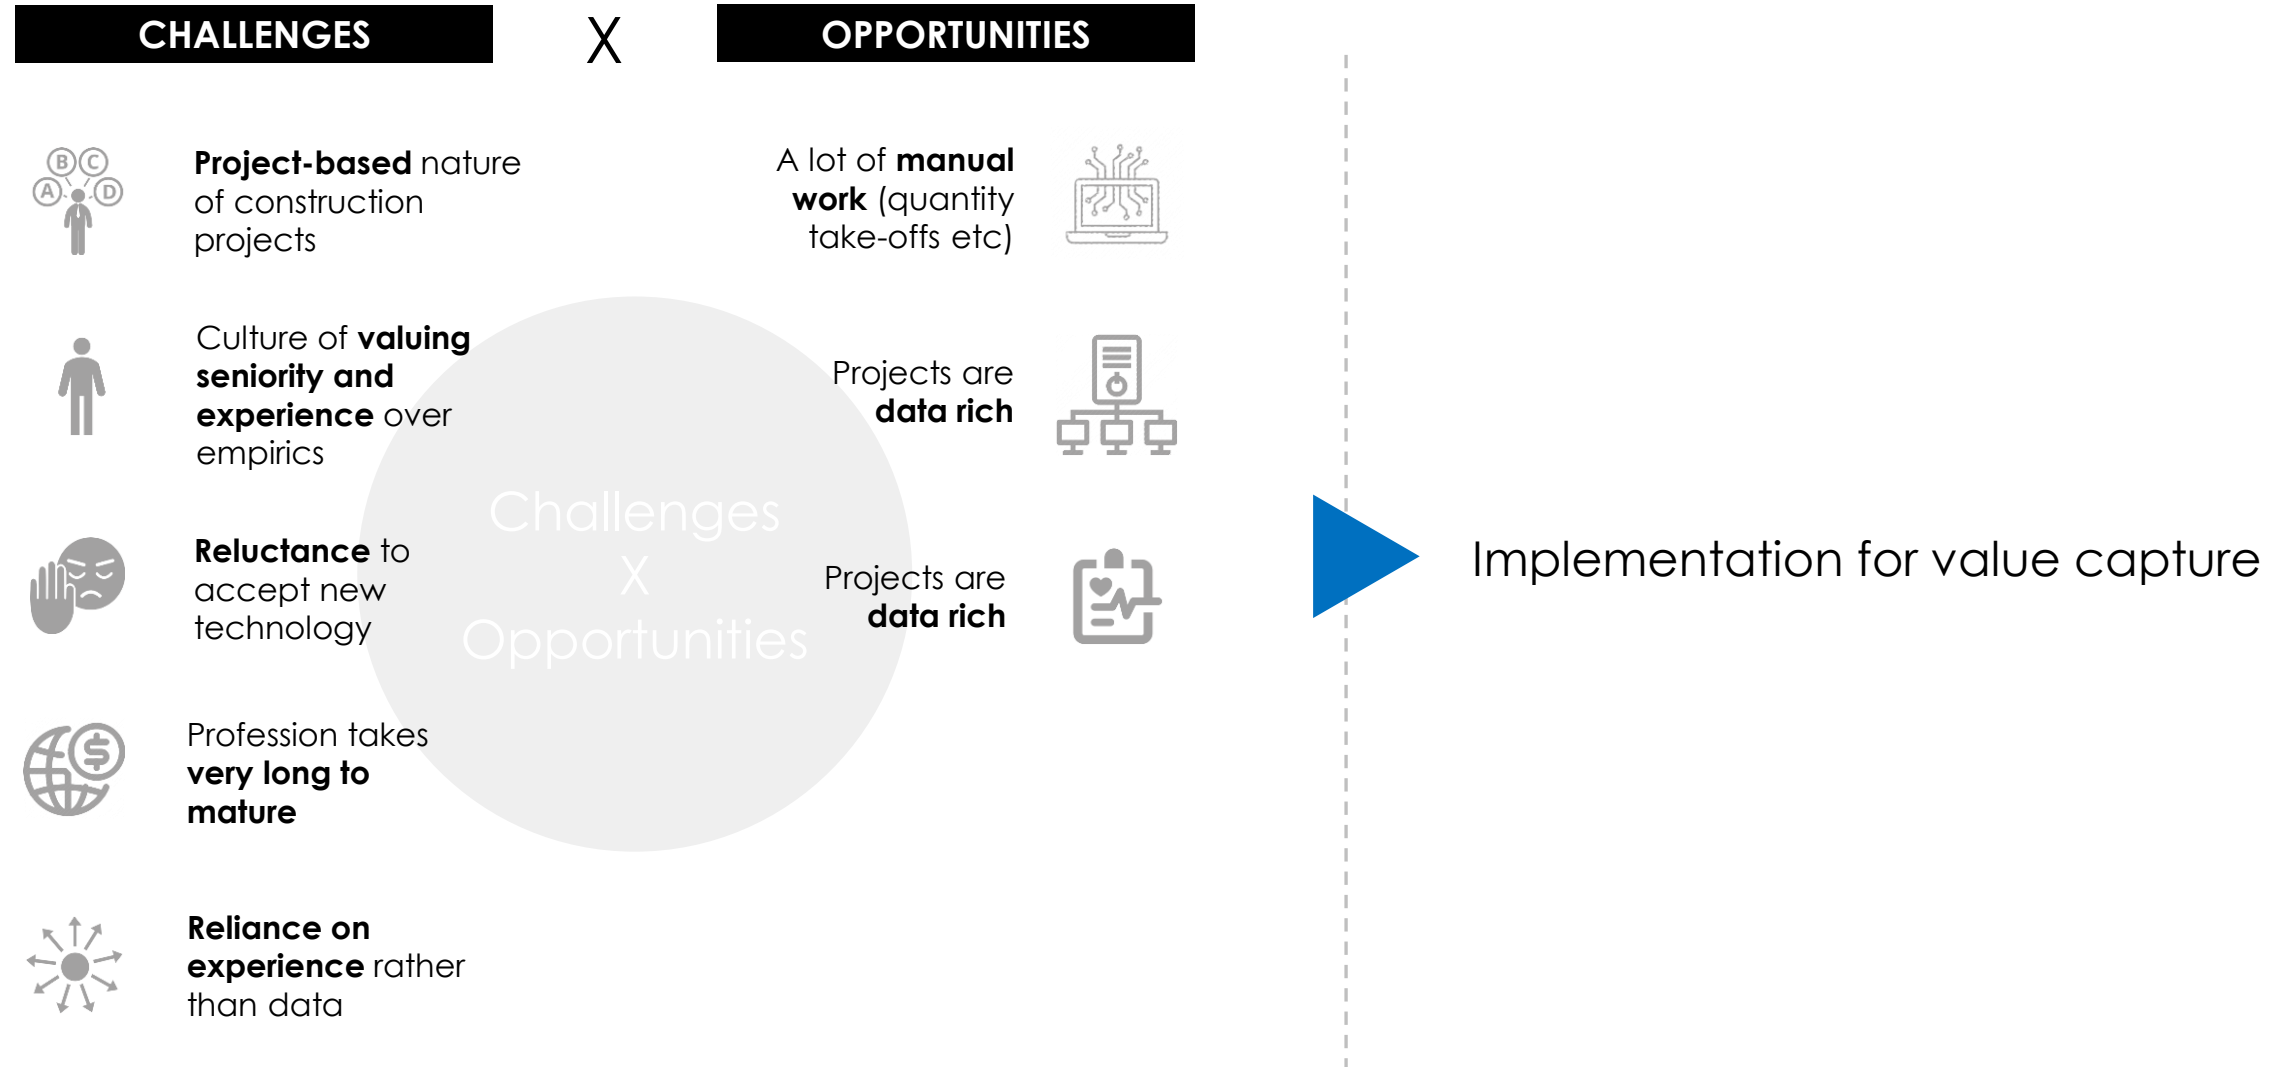 CHALLENGES
X
OPPORTUNITIES
B C
A D
Project-based nature
of construction
projects
Culture of valuing
seniority and
experience over
empirics
Reluctance to
accept new
technology
$
Profession takes
very long to
mature
Reliance on
experience rather
than data
Challenges
X
Opportunities
A lot of manual
work (quantity
take-offs etc)
Projects are
data rich
Projects are
data rich
Implementation for value capture